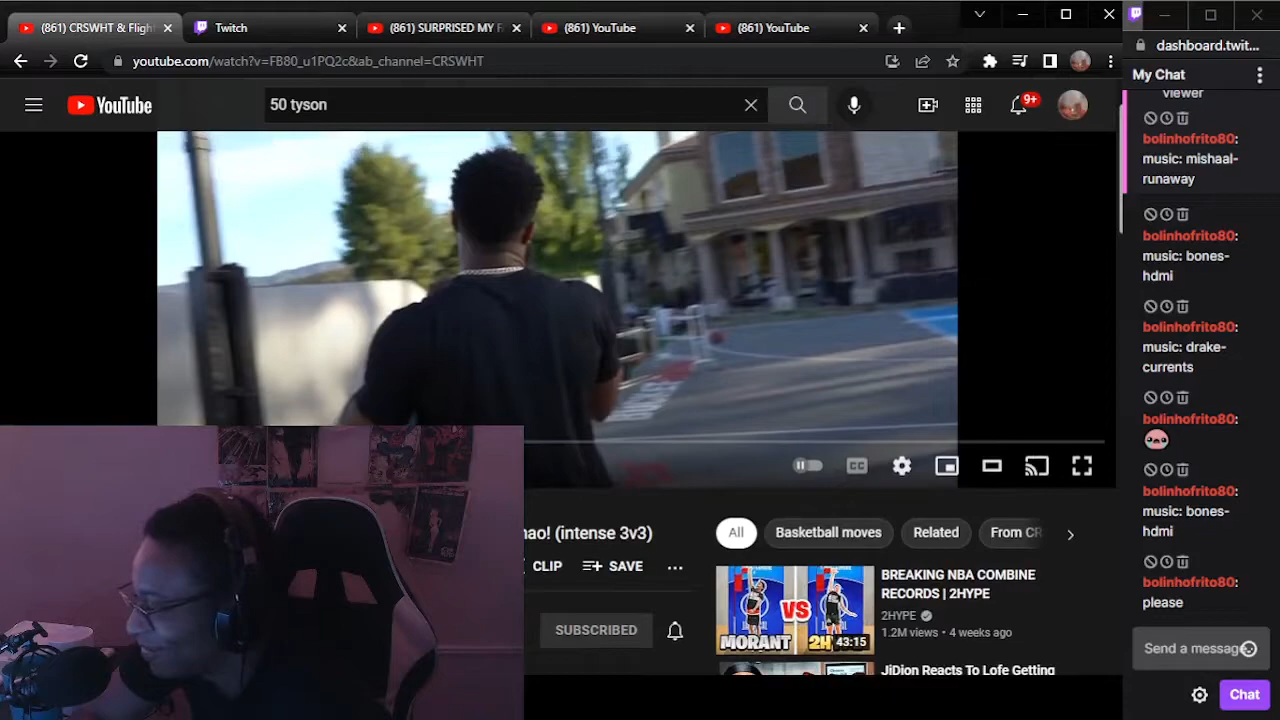 (861) CRSWHT & Fligh
Twitch
(861) SURPRISED MY F
(861) YouTube
(861) YouTube
youtube.com/watch?v=FB80_u1PQ2c&ab_channel=CRSWHT
YouTube
50 tyson
9+
CC
hao! (intense 3v3)
CLIP
SAVE
SUBSCRIBED
All
Basketball moves
Related
From CR
MORANT
VS
2H
43:15
BREAKING NBA COMBINE
RECORDS | 2HYPE
2HYPE
1.2M views • 4 weeks ago
JiDion Reacts To Lofe Getting
dashboard.twit...
My Chat
viewer
bolinhofrito80:
music: mishaal-
runaway
bolinhofrito80:
music: bones-
hdmi
bolinhofrito80:
music: drake-
currents
bolinhofrito80:
bolinhofrito80:
music: bones-
hdmi
bolinhofrito80:
please
Send a message
Chat